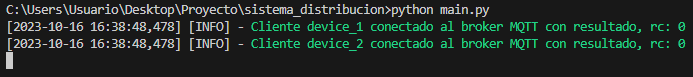 C:\Users\Usuario\Desktop\Proyecto\sistema_distribucion>python main.py
[2023-10-16 16:38:48,478] [INFO] - Cliente device_1 conectado al broker MQTT con resultado, rc: 0
[2023-10-16 16:38:48,478] [INFO] - Cliente device_2 conectado al broker MQTT con resultado, rc: 0